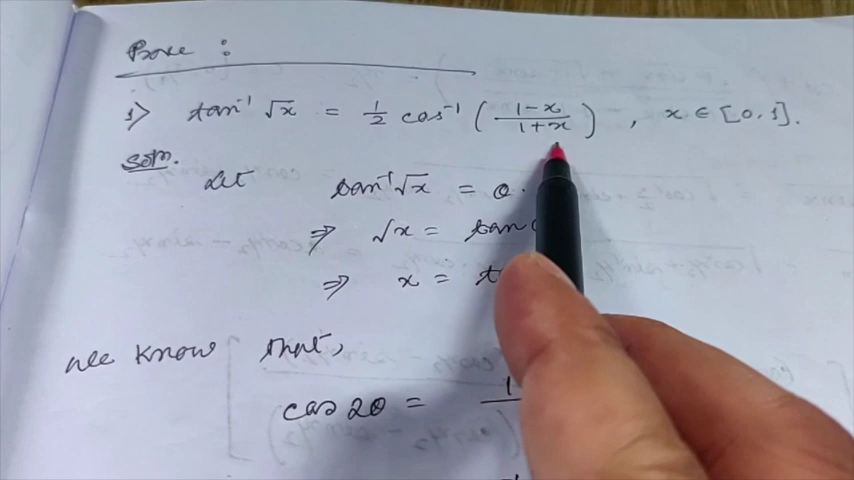 Prove :
1) tan⁻¹ √x = 1/2 cos⁻¹ ( (1-x)/(1+x) ) , x ∈ [0,1].
Soln.
Let tan⁻¹√x = θ.
⇒ √x = tan
⇒ x =
we know that,
cos 2θ = 1